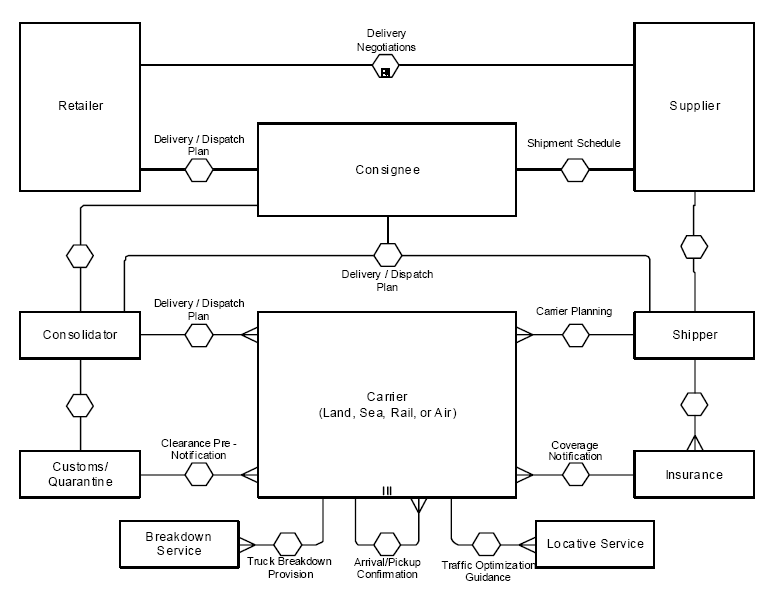 Delivery
Negotiations
Retailer
Supplier
Delivery / Dispatch
Plan
Consignee
Shipment Schedule
Delivery / Dispatch
Plan
Consolidator
Delivery / Dispatch
Plan
Carrier
(Land, Sea, Rail, or Air)
Carrier Planning
Shipper
Customs/
Quarantine
Clearance Pre -
Notification
Coverage
Notification
Insurance
Breakdown
Service
Truck Breakdown
Provision
Arrival/Pickup
Confirmation
Traffic Optimization
Guidance
Locative Service